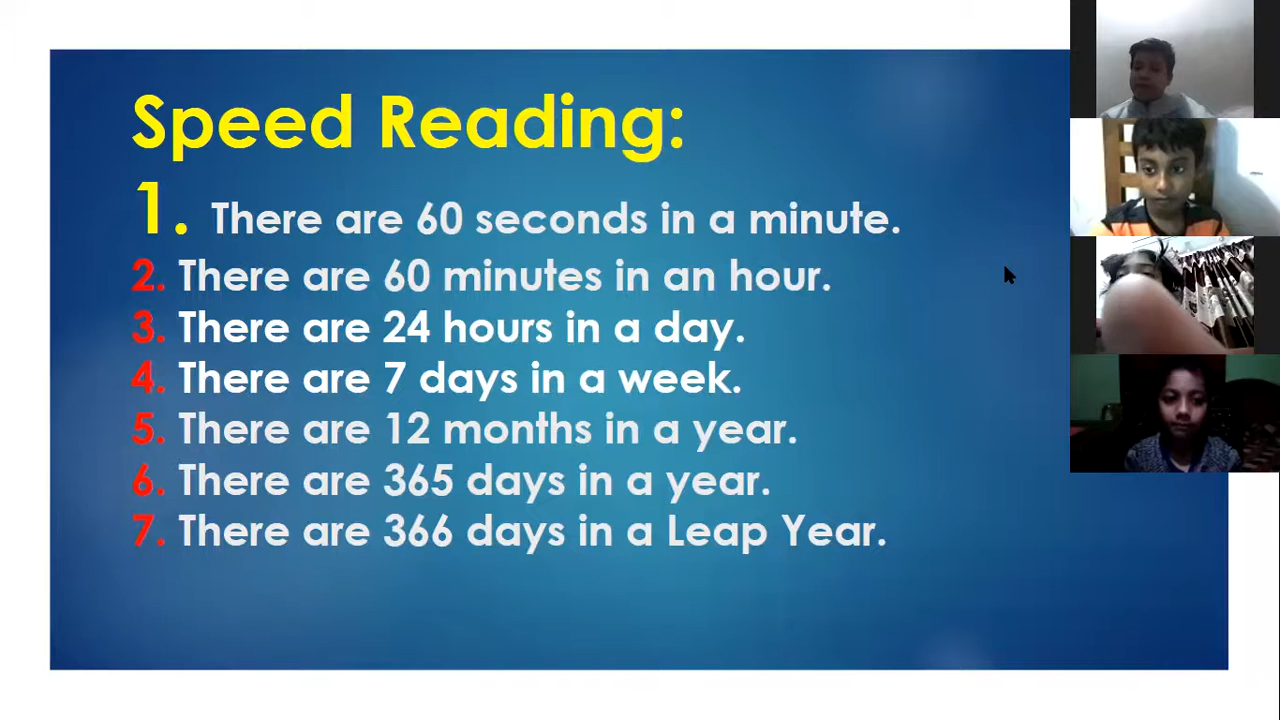 Speed Reading:
1. There are 60 seconds in a minute.
2. There are 60 minutes in an hour.
3. There are 24 hours in a day.
4. There are 7 days in a week.
5. There are 12 months in a year.
6. There are 365 days in a year.
7. There are 366 days in a Leap Year.